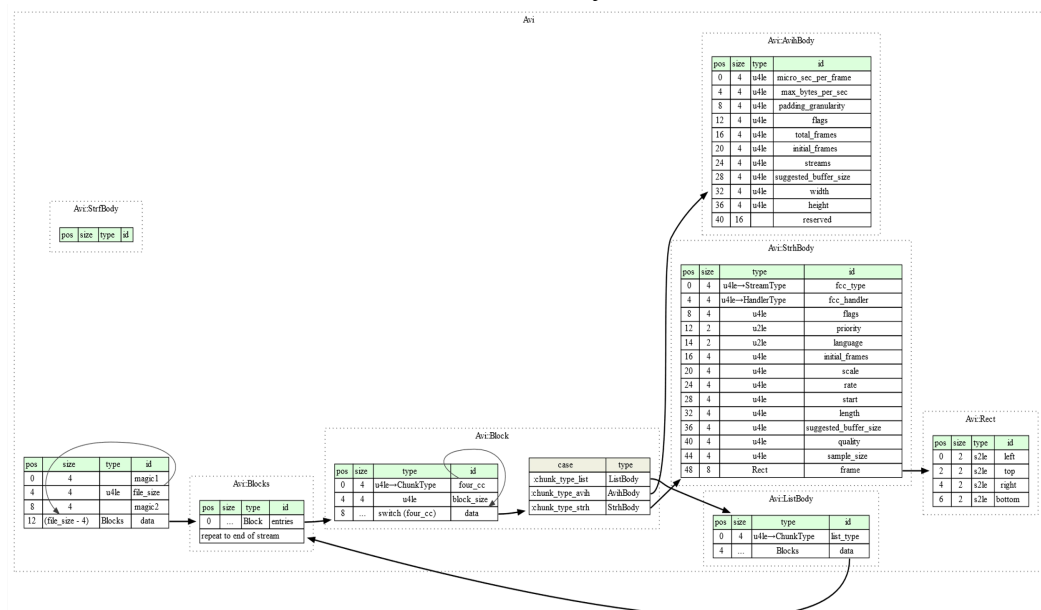 Avi
Avi::AvihBody
pos size type id
0 4 u4le micro_sec_per_frame
4 4 u4le max_bytes_per_sec
8 4 u4le padding_granularity
12 4 u4le flags
16 4 u4le total_frames
20 4 u4le initial_frames
24 4 u4le streams
28 4 u4le suggested_buffer_size
32 4 u4le width
36 4 u4le height
40 16 reserved
Avi::StrfBody
pos size type id
Avi::StrhBody
pos size type id
0 4 u4le→StreamType fcc_type
4 4 u4le→HandlerType fcc_handler
8 4 u4le flags
12 2 u2le priority
14 2 u2le language
16 4 u4le initial_frames
20 4 u4le scale
24 4 u4le rate
28 4 u4le start
32 4 u4le length
36 4 u4le suggested_buffer_size
40 4 u4le quality
44 4 u4le sample_size
48 8 Rect frame
Avi::Rect
pos size type id
0 2 s2le left
2 2 s2le top
4 2 s2le right
6 2 s2le bottom
pos size type id
0 4 magic1
4 4 u4le file_size
8 4 magic2
12 (file_size - 4) Blocks data
Avi::Blocks
pos size type id
0 ... Block entries
repeat to end of stream
Avi::Block
pos size type id
0 4 u4le→ChunkType four_cc
4 4 u4le block_size
8 ... switch (four_cc) data
case type
:chunk_type_list ListBody
:chunk_type_avih AvihBody
:chunk_type_strh StrhBody
Avi::ListBody
pos size type id
0 4 u4le→ChunkType list_type
4 ... Blocks data